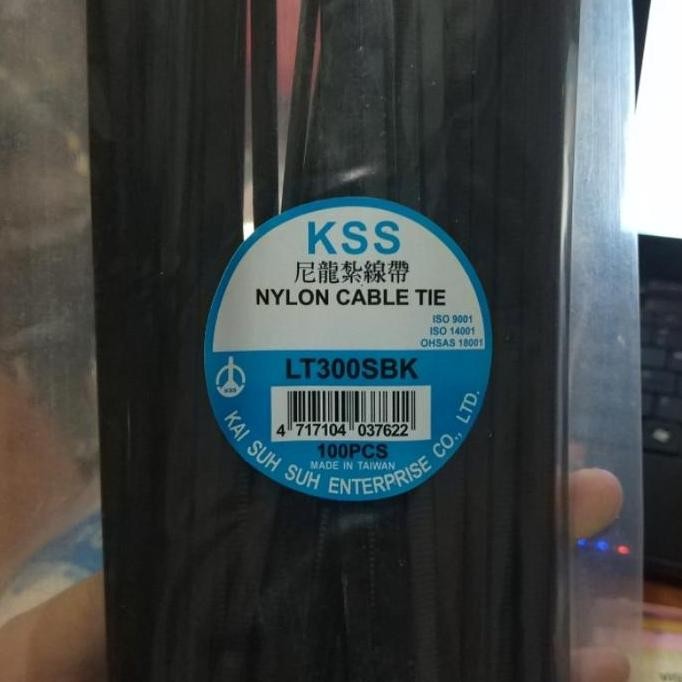 KSS
尼龍紮線帶
NYLON CABLE TIE
ISO 9001
ISO 14001
OHSAS 18001
LT300SBK
KSS
4 717104 037622
100PCS
MADE IN TAIWAN
KAI SUH SUH ENTERPRISE CO., LTD.